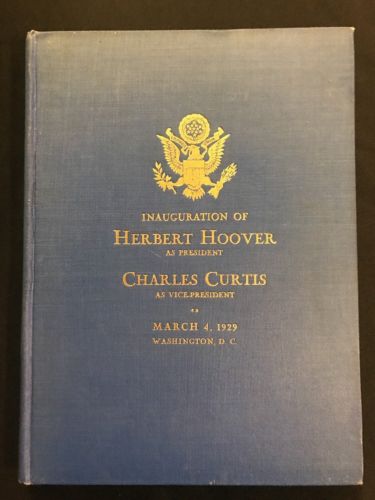 INAUGURATION OF
HERBERT HOOVER
AS PRESIDENT
CHARLES CURTIS
AS VICE-PRESIDENT
MARCH 4, 1929
WASHINGTON, D. C.